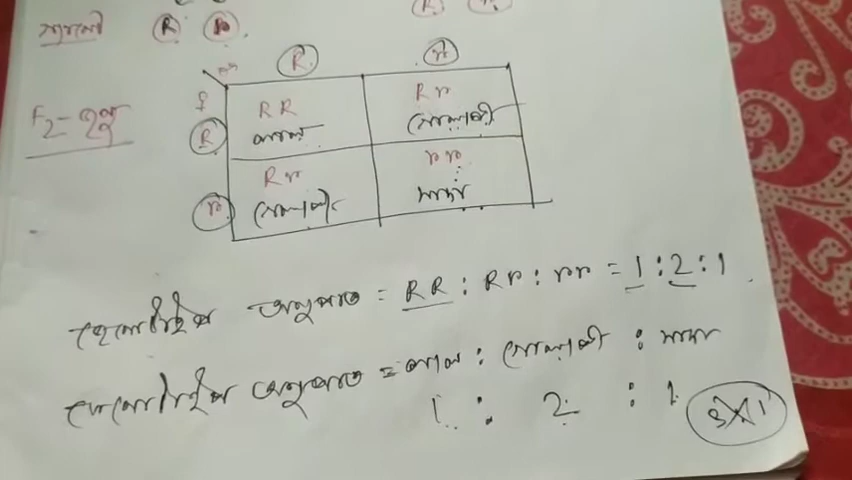 গ্যামেট R r
R r
♂ R r
♀
F₂-জনু
R RR Rr
লাল গোলাপী
r Rr rr
গোলাপী সাদা
জেনোটাইপ অনুপাত = RR : Rr : rr = 1 : 2 : 1
ফেনোটাইপ অনুপাত = লাল : গোলাপী : সাদা
1 : 2 : 1
3X1